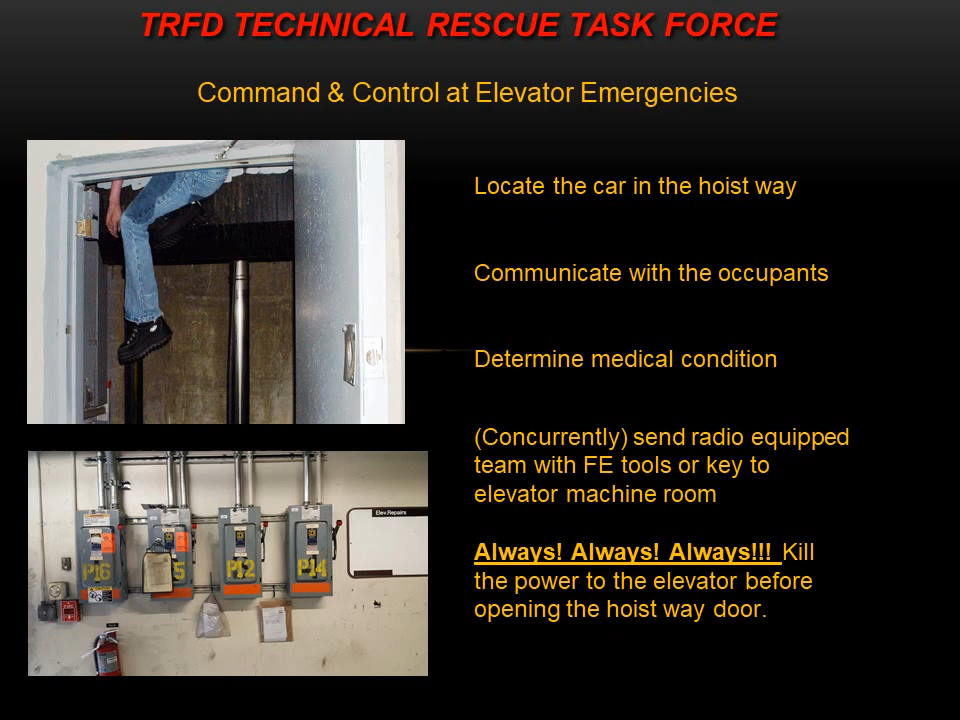 TRFD TECHNICAL RESCUE TASK FORCE
Command & Control at Elevator Emergencies
Locate the car in the hoist way
Communicate with the occupants
Determine medical condition
(Concurrently) send radio equipped
team with FE tools or key to
elevator machine room
Always! Always! Always!!! Kill
the power to the elevator before
opening the hoist way door.
Elev.Repairs
P16
5
P12
P14